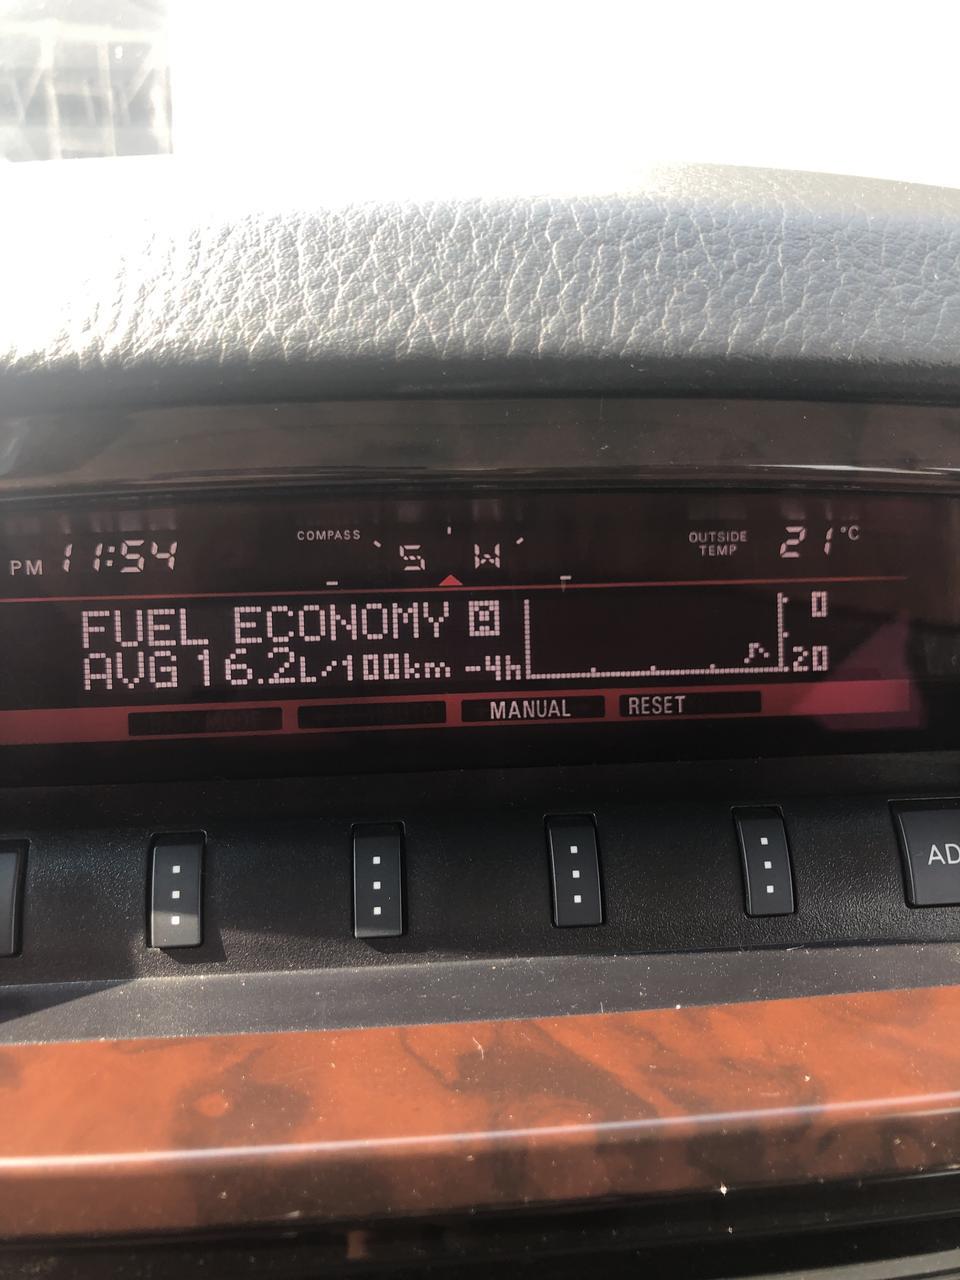 PM 11:54
COMPASS
S W
OUTSIDE
TEMP
21°C
FUEL ECONOMY
AVG 16.2L/100km -4h
0
20
MANUAL
RESET
AD